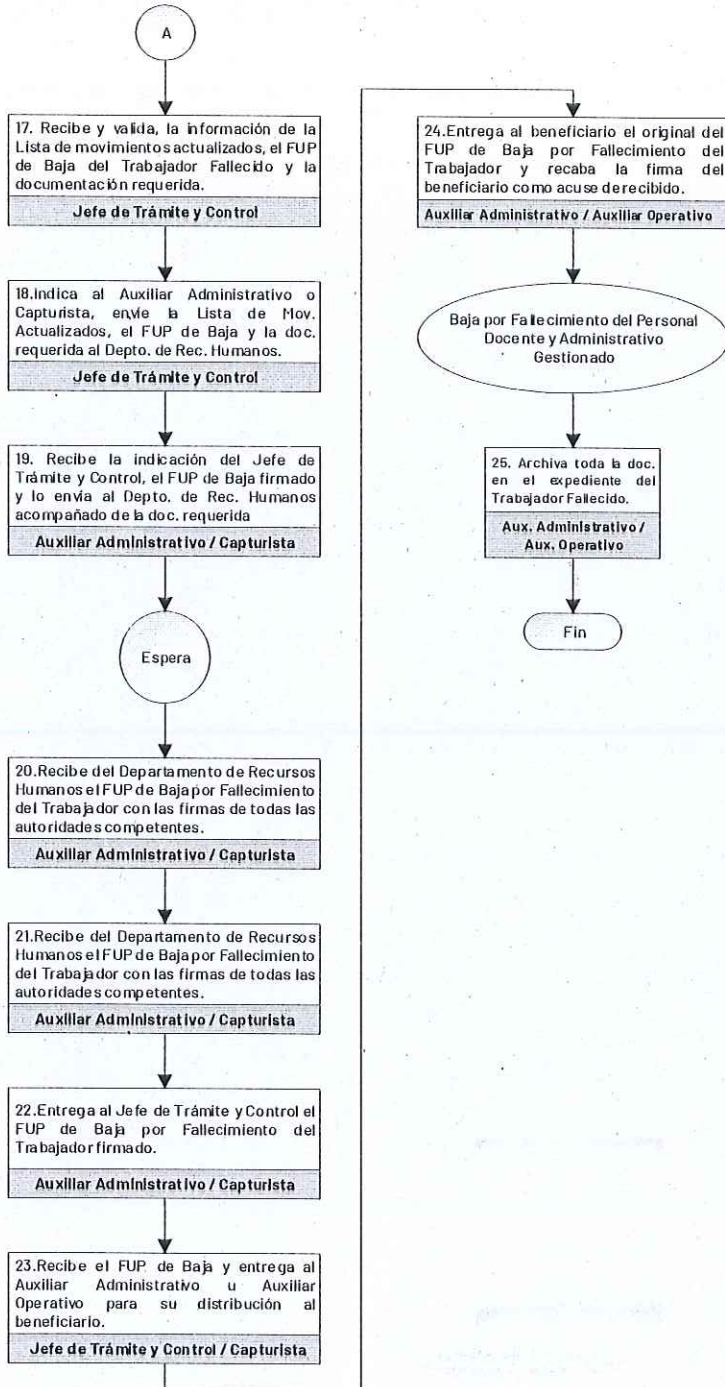 A
17. Recibe y valida, la información de la
Lista de movimientos actualizados, el FUP
de Baja del Trabajador Fallecido y la
documentación requerida.
Jefe de Trámite y Control
18.Indica al Auxiliar Administrativo o
Capturista, envíe la Lista de Mov.
Actualizados, el FUP de Baja y la doc.
requerida al Depto. de Rec. Humanos.
Jefe de Trámite y Control
19. Recibe la indicación del Jefe de
Trámite y Control, el FUP de Baja firmado
y lo envía al Depto. de Rec. Humanos
acompañado de la doc. requerida
Auxiliar Administrativo / Capturista
Espera
20.Recibe del Departamento de Recursos
Humanos el FUP de Baja por Fallecimiento
del Trabajador con las firmas de todas las
autoridades competentes.
Auxiliar Administrativo / Capturista
21.Recibe del Departamento de Recursos
Humanos el FUP de Baja por Fallecimiento
del Trabajador con las firmas de todas las
autoridades competentes.
Auxiliar Administrativo / Capturista
22.Entrega al Jefe de Trámite y Control el
FUP de Baja por Fallecimiento del
Trabajador firmado.
Auxiliar Administrativo / Capturista
23.Recibe el FUP de Baja y entrega al
Auxiliar Administrativo u Auxiliar
Operativo para su distribución al
beneficiario.
Jefe de Trámite y Control / Capturista
24.Entrega al beneficiario el original del
FUP de Baja por Fallecimiento del
Trabajador y recaba la firma del
beneficiario como acuse de recibido.
Auxiliar Administrativo / Auxiliar Operativo
Baja por Fallecimiento del Personal
Docente y Administrativo
Gestionado
25. Archiva toda la doc.
en el expediente del
Trabajador Fallecido.
Aux. Administrativo /
Aux. Operativo
Fin